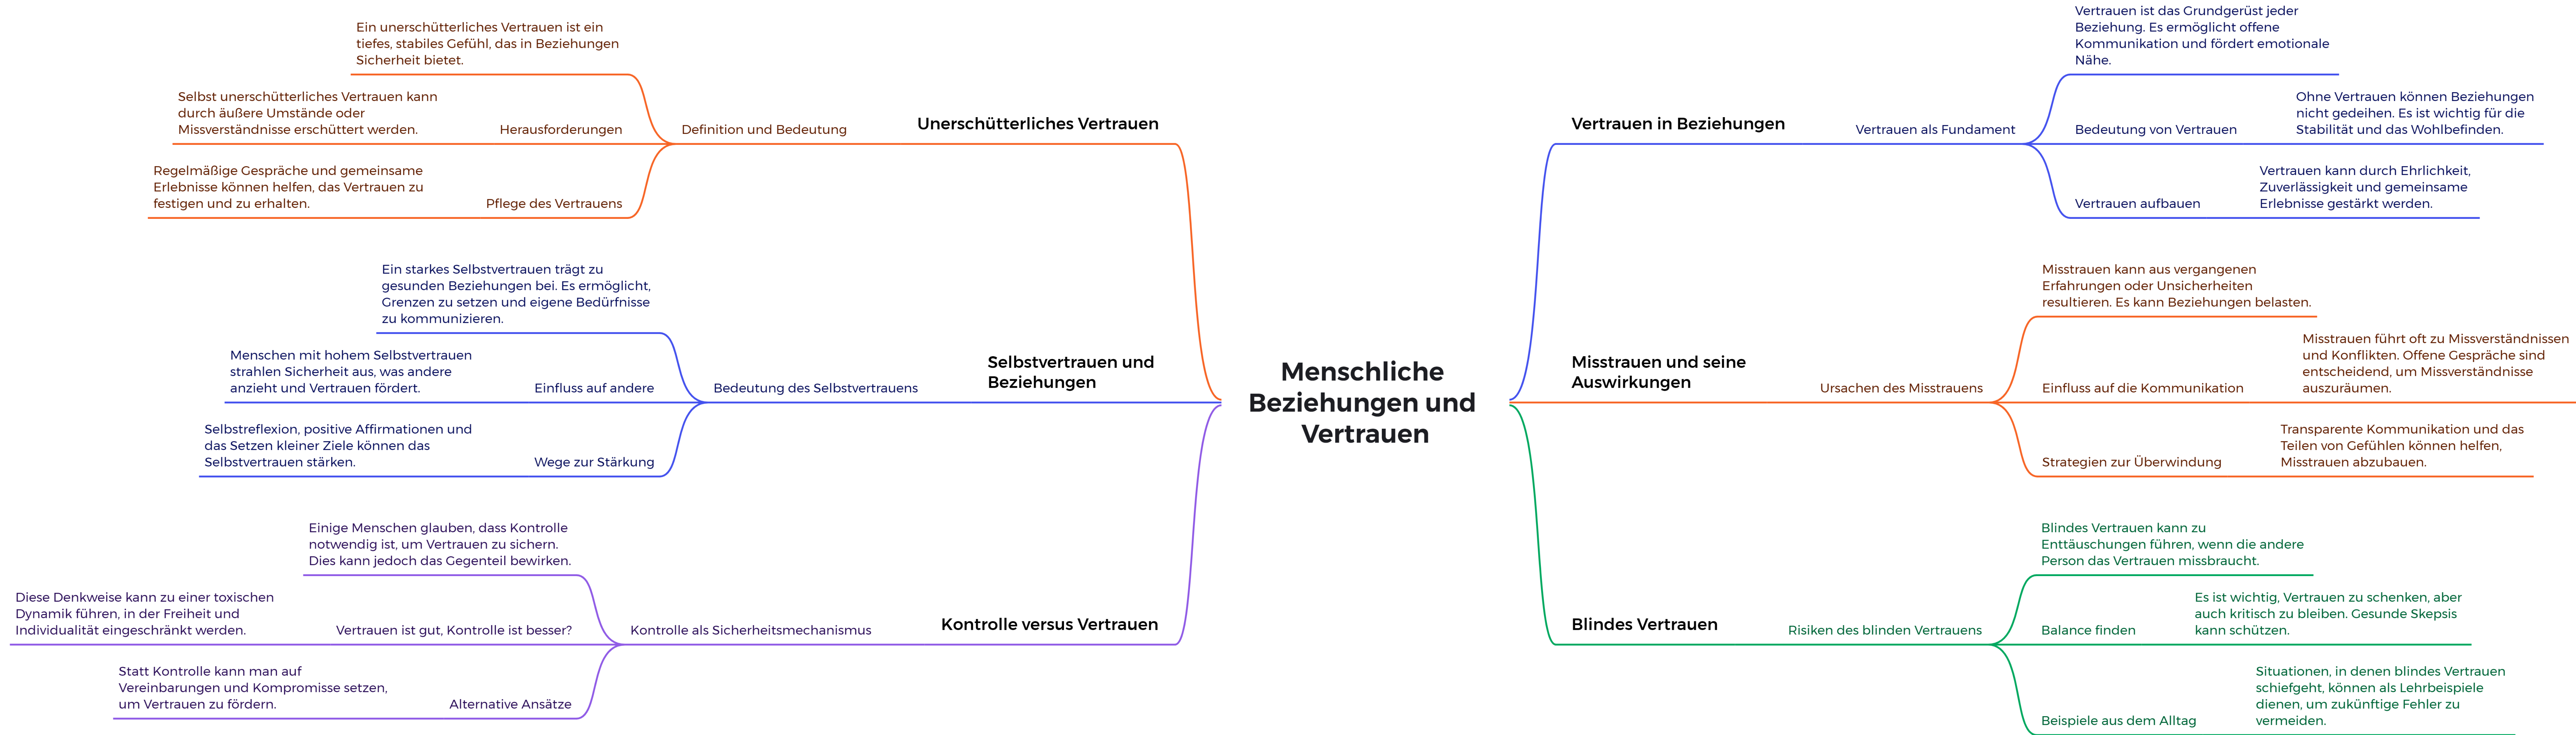 Menschliche
Beziehungen und
Vertrauen
Vertrauen in Beziehungen
Vertrauen als Fundament
Vertrauen ist das Grundgerüst jeder
Beziehung. Es ermöglicht offene
Kommunikation und fördert emotionale
Nähe.
Bedeutung von Vertrauen
Ohne Vertrauen können Beziehungen
nicht gedeihen. Es ist wichtig für die
Stabilität und das Wohlbefinden.
Vertrauen aufbauen
Vertrauen kann durch Ehrlichkeit,
Zuverlässigkeit und gemeinsame
Erlebnisse gestärkt werden.
Misstrauen und seine
Auswirkungen
Ursachen des Misstrauens
Misstrauen kann aus vergangenen
Erfahrungen oder Unsicherheiten
resultieren. Es kann Beziehungen belasten.
Einfluss auf die Kommunikation
Misstrauen führt oft zu Missverständnissen
und Konflikten. Offene Gespräche sind
entscheidend, um Missverständnisse
auszuräumen.
Strategien zur Überwindung
Transparente Kommunikation und das
Teilen von Gefühlen können helfen,
Misstrauen abzubauen.
Blindes Vertrauen
Risiken des blinden Vertrauens
Blindes Vertrauen kann zu
Enttäuschungen führen, wenn die andere
Person das Vertrauen missbraucht.
Balance finden
Es ist wichtig, Vertrauen zu schenken, aber
auch kritisch zu bleiben. Gesunde Skepsis
kann schützen.
Beispiele aus dem Alltag
Situationen, in denen blindes Vertrauen
schiefgeht, können als Lehrbeispiele
dienen, um zukünftige Fehler zu
vermeiden.
Unerschütterliches Vertrauen
Definition und Bedeutung
Ein unerschütterliches Vertrauen ist ein
tiefes, stabiles Gefühl, das in Beziehungen
Sicherheit bietet.
Herausforderungen
Selbst unerschütterliches Vertrauen kann
durch äußere Umstände oder
Missverständnisse erschüttert werden.
Pflege des Vertrauens
Regelmäßige Gespräche und gemeinsame
Erlebnisse können helfen, das Vertrauen zu
festigen und zu erhalten.
Selbstvertrauen und
Beziehungen
Bedeutung des Selbstvertrauens
Ein starkes Selbstvertrauen trägt zu
gesunden Beziehungen bei. Es ermöglicht,
Grenzen zu setzen und eigene Bedürfnisse
zu kommunizieren.
Einfluss auf andere
Menschen mit hohem Selbstvertrauen
strahlen Sicherheit aus, was andere
anzieht und Vertrauen fördert.
Wege zur Stärkung
Selbstreflexion, positive Affirmationen und
das Setzen kleiner Ziele können das
Selbstvertrauen stärken.
Kontrolle versus Vertrauen
Kontrolle als Sicherheitsmechanismus
Einige Menschen glauben, dass Kontrolle
notwendig ist, um Vertrauen zu sichern.
Dies kann jedoch das Gegenteil bewirken.
Vertrauen ist gut, Kontrolle ist besser?
Diese Denkweise kann zu einer toxischen
Dynamik führen, in der Freiheit und
Individualität eingeschränkt werden.
Alternative Ansätze
Statt Kontrolle kann man auf
Vereinbarungen und Kompromisse setzen,
um Vertrauen zu fördern.